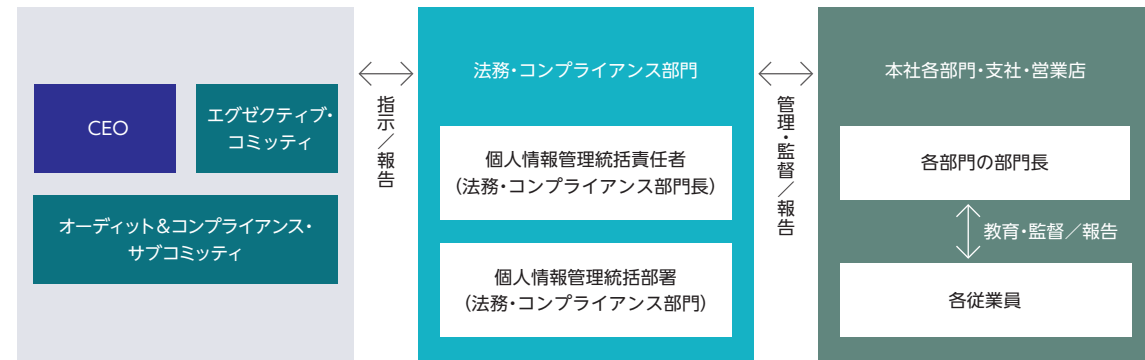 CEO
エグゼクティブ・
コミッティ
オーディット＆コンプライアンス・
サブコミッティ
指示／報告
法務・コンプライアンス部門
個人情報管理統括責任者
（法務・コンプライアンス部門長）
個人情報管理統括部署
（法務・コンプライアンス部門）
管理・監督／報告
本社各部門・支社・営業店
各部門の部門長
教育・監督／報告
各従業員